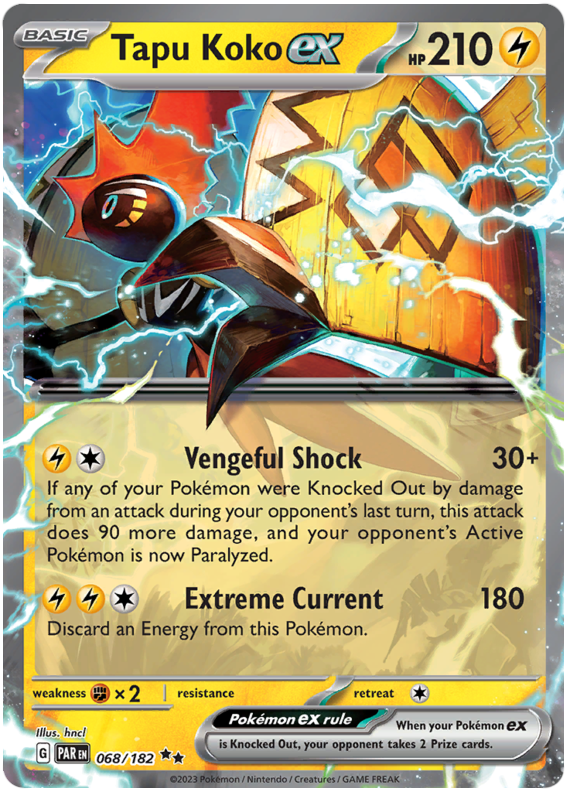 BASIC Tapu Koko ex HP 210
Vengeful Shock 30+
If any of your Pokémon were Knocked Out by damage
from an attack during your opponent's last turn, this attack
does 90 more damage, and your opponent's Active
Pokémon is now Paralyzed.
Extreme Current 180
Discard an Energy from this Pokémon.
weakness ×2 resistance retreat
Illus. hncl
Pokémon ex rule When your Pokémon ex
is Knocked Out, your opponent takes 2 Prize cards.
G PAR EN 068/182 ★★
©2023 Pokémon / Nintendo / Creatures / GAME FREAK